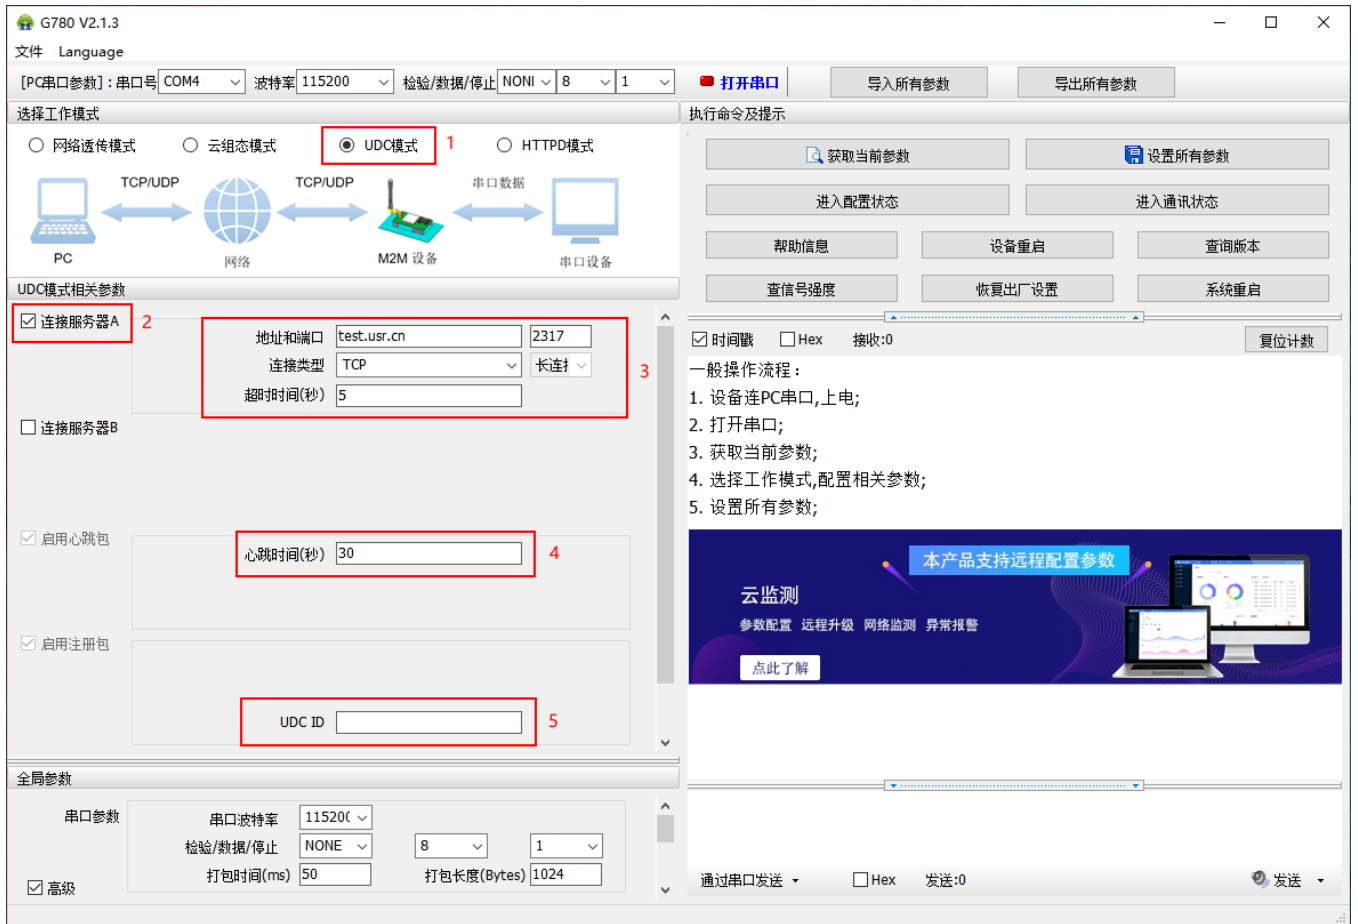 G780 V2.1.3
文件 Language
[PC串口参数]：串口号 COM4 波特率 115200 检验/数据/停止 NONI 8 1 打开串口 导入所有参数 导出所有参数
选择工作模式
网络透传模式 云组态模式 UDC模式 1 HTTPD模式
TCP/UDP TCP/UDP 串口数据
PC 网络 M2M 设备 串口设备
UDC模式相关参数
连接服务器A 2
地址和端口 test.usr.cn 2317
连接类型 TCP 长连接 3
超时时间(秒) 5
连接服务器B
启用心跳包
心跳时间(秒) 30 4
启用注册包
UDC ID 5
全局参数
串口参数 串口波特率 11520(
检验/数据/停止 NONE 8 1
打包时间(ms) 50 打包长度(Bytes) 1024
高级
执行命令及提示
获取当前参数 设置所有参数
进入配置状态 进入通讯状态
帮助信息 设备重启 查询版本
查信号强度 恢复出厂设置 系统重启
时间戳 Hex 接收:0 复位计数
一般操作流程：
1. 设备连PC串口,上电;
2. 打开串口;
3. 获取当前参数;
4. 选择工作模式,配置相关参数;
5. 设置所有参数;
本产品支持远程配置参数
云监测
参数配置 远程升级 网络监测 异常报警
点此了解
通过串口发送 Hex 发送:0 发送